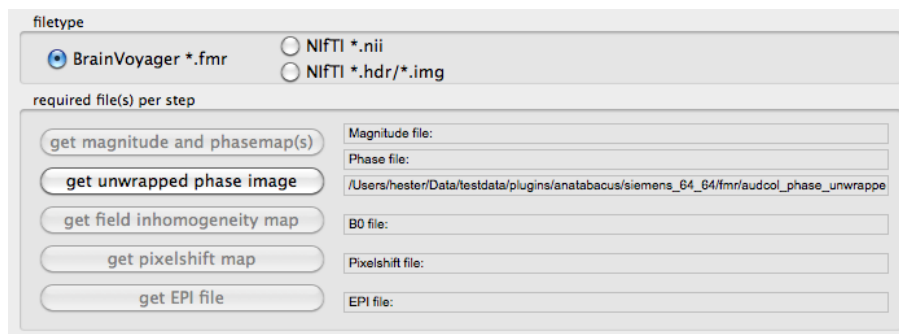 filetype
BrainVoyager *.fmr
NIfTI *.nii
NIfTI *.hdr/*.img
required file(s) per step
get magnitude and phasemap(s)
Magnitude file:
Phase file:
get unwrapped phase image
/Users/hester/Data/testdata/plugins/anatabacus/siemens_64_64/fmr/audcol_phase_unwrappe
get field inhomogeneity map
B0 file:
get pixelshift map
Pixelshift file:
get EPI file
EPI file: